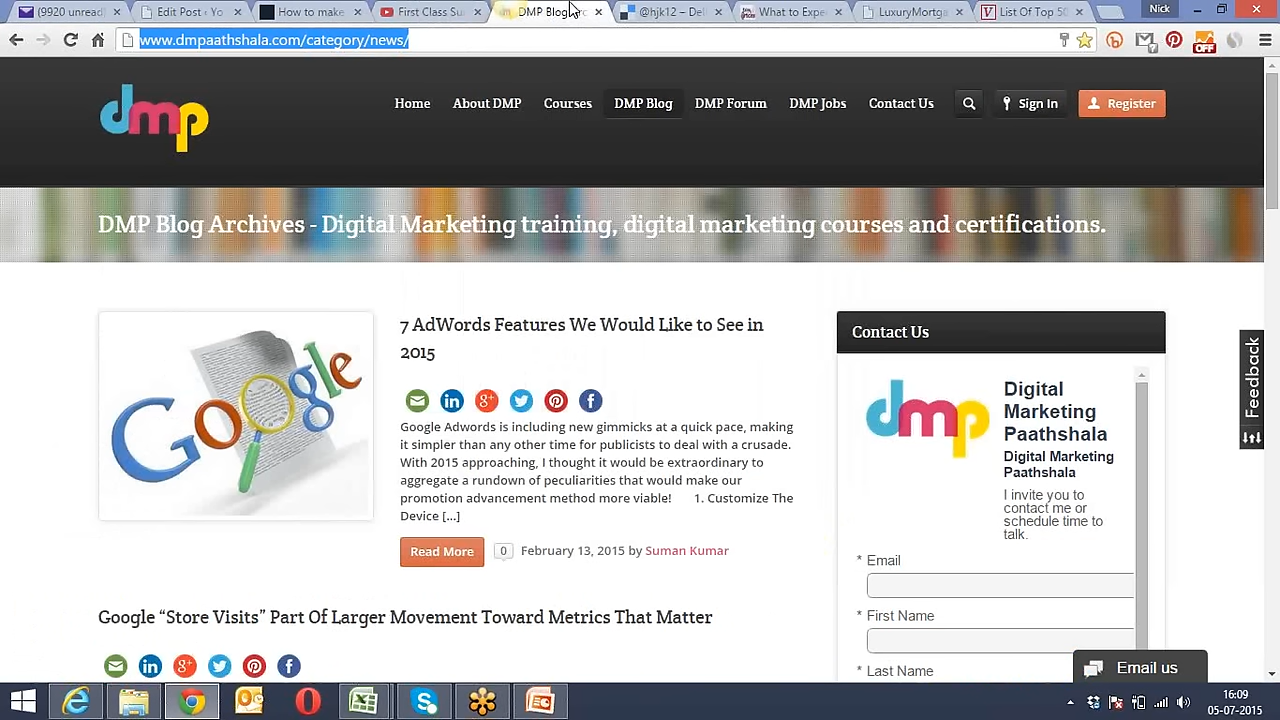 (9920 unread)
Edit Post ‹ Yo
How to make
First Class Su
DMP Blog Arc
@hjk12 – Del
What to Expe
LuxuryMortga
List Of Top 50
Nick
www.dmpaathshala.com/category/news/
OFF
dmp
Home
About DMP
Courses
DMP Blog
DMP Forum
DMP Jobs
Contact Us
Sign In
Register
DMP Blog Archives - Digital Marketing training, digital marketing courses and certifications.
Google
7 AdWords Features We Would Like to See in
2015
Google Adwords is including new gimmicks at a quick pace, making
it simpler than any other time for publicists to deal with a crusade.
With 2015 approaching, I thought it would be extraordinary to
aggregate a rundown of peculiarities that would make our
promotion advancement method more viable! 1. Customize The
Device [...]
Read More
0
February 13, 2015 by Suman Kumar
Google “Store Visits” Part Of Larger Movement Toward Metrics That Matter
Contact Us
dmp
Digital
Marketing
Paathshala
Digital Marketing
Paathshala
I invite you to
contact me or
schedule time to
talk.
* Email
* First Name
* Last Name
Feedback
Email us
16:09
05-07-2015